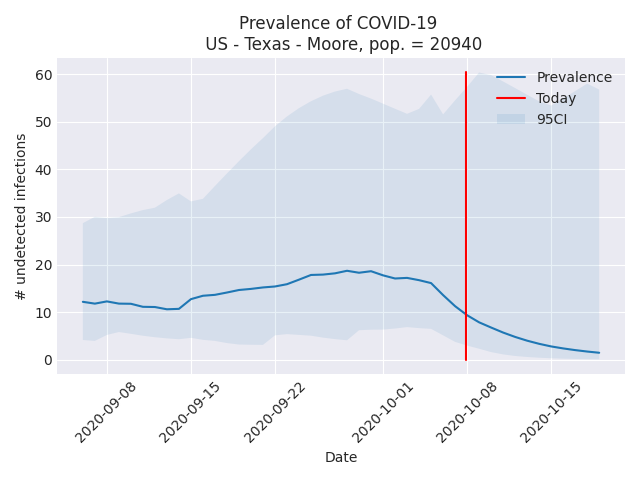 Prevalence of COVID-19
US - Texas - Moore, pop. = 20940
Prevalence
Today
95CI
# undetected infections
60
50
40
30
20
10
0
2020-09-08
2020-09-15
2020-09-22
2020-10-01
2020-10-08
2020-10-15
Date